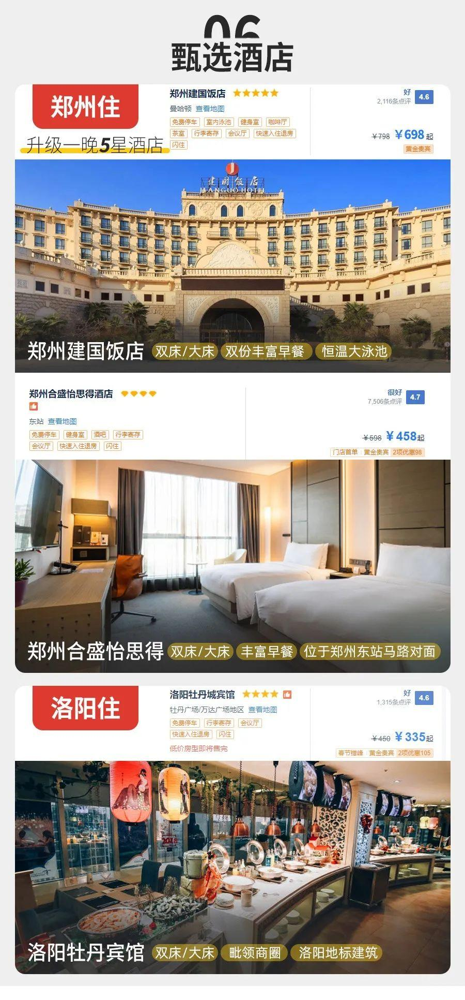 06
甄选酒店
郑州住
升级一晚5星酒店
郑州建国饭店
曼哈顿 查看地图
免费停车 室内泳池 健身室 咖啡厅
茶室 行李寄存 会议厅 快速入住退房
闪住
好
2,116条点评 4.6
¥798 ¥698起
黄金贵宾
建国饭店
JIANGUO HOTEL
郑州建国饭店 双床/大床 双份丰富早餐 恒温大泳池
郑州合盛怡思得酒店
东站 查看地图
免费停车 健身室 酒吧 行李寄存
会议厅 快速入住退房 闪住
很好
7,506条点评 4.7
¥598 ¥458起
门店首单 黄金贵宾 2项优惠98
郑州合盛怡思得 双床/大床 丰富早餐 位于郑州东站马路对面
洛阳住
洛阳牡丹城宾馆
牡丹广场/万达广场地区 查看地图
免费停车 行李寄存 会议厅
快速入住退房 闪住
低价房型即将售完
好
1,315条点评 4.6
¥450 ¥335起
春节错峰 黄金贵宾 2项优惠105
2018
洛阳牡丹宾馆 双床/大床 毗领商圈 洛阳地标建筑